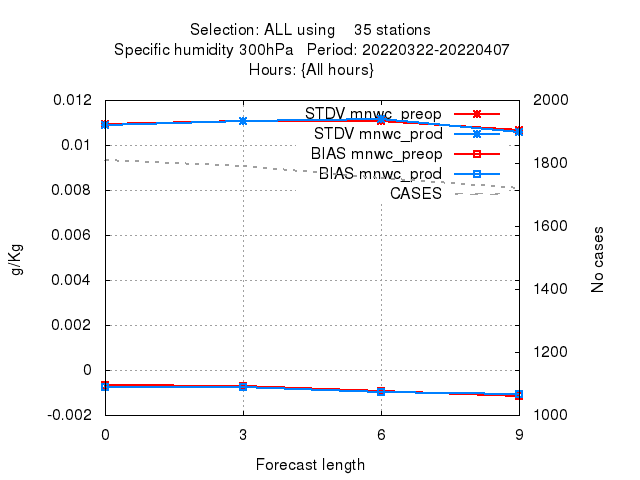 Selection: ALL using 35 stations
Specific humidity 300hPa Period: 20220322-20220407
Hours: {All hours}
0.012 2000
STDV mnwc_preop
STDV mnwc_prod
0.01
BIAS mnwc_preop
1800
BIAS mnwc_prod
0.008
CASES
0.006 1600
g/Kg
No cases
0.004 1400
0.002
1200
0
-0.002 1000
0 3 6 9
Forecast length